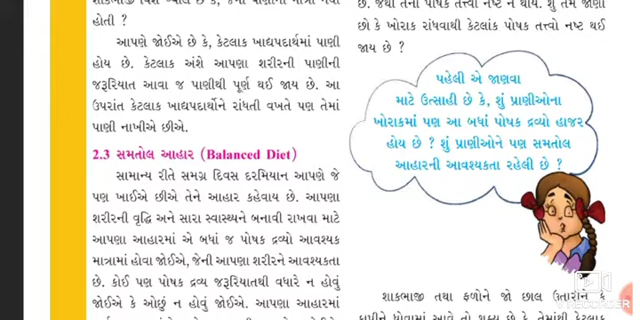 હોતી ?
આપણે જોઈએ છે કે, કેટલાક ખાદ્યપદાર્થમાં પાણી
હોય છે. કેટલાક અંશે આપણા શરીરની પાણીની
જરૂરિયાત આવા જ પાણીથી પૂર્ણ થઈ જાય છે. આ
ઉપરાંત કેટલાક ખાદ્યપદાર્થોને રાંધતી વખતે પણ તેમાં
પાણી નાખીએ છીએ.
2.3 સમતોલ આહાર (Balanced Diet)
સામાન્ય રીતે સમગ્ર દિવસ દરમિયાન આપણે જે
પણ ખાઈએ છીએ તેને આહાર કહેવાય છે. આપણા
શરીરની વૃદ્ધિ અને સારા સ્વાસ્થ્યને બનાવી રાખવા માટે
આપણા આહારમાં એ બધાં જ પોષક દ્રવ્યો આવશ્યક
માત્રામાં હોવા જોઈએ, જેની આપણા શરીરને આવશ્યકતા
છે. કોઈ પણ પોષક દ્રવ્ય જરૂરિયાતથી વધારે ન હોવું
જોઈએ કે ઓછું ન હોવું જોઈએ. આપણા આહારમાં
છે. જેથી તેના પોષક તત્ત્વો નષ્ટ ન થાય. શું તમે જાણો
છો કે ખોરાક રાંધવાથી કેટલાંક પોષક તત્ત્વો નષ્ટ થઈ
જાય છે ?
પહેલી એ જાણવા
માટે ઉત્સાહી છે કે, શું પ્રાણીઓના
ખોરાકમાં પણ આ બધાં પોષક દ્રવ્યો હાજર
હોય છે ? શું પ્રાણીઓને પણ સમતોલ
આહારની આવશ્યકતા રહેલી છે ?
શાકભાજી તથા ફળોને જો છાલ ઉતારીને કે
કાપીને ધોવામાં આવે તો શક્ય છે કે, તેમાંથી કેટલાક